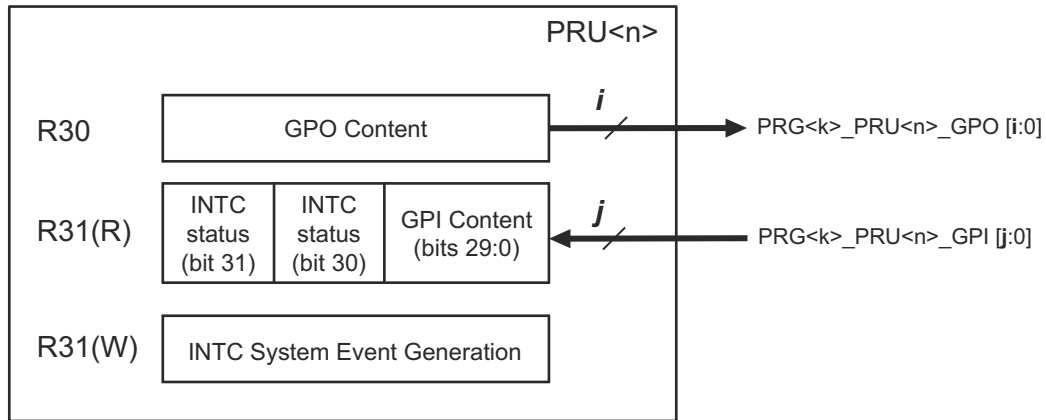 PRU<n>
i
R30
GPO Content
PRG<k>_PRU<n>_GPO [i:0]
R31(R)
INTC
status
(bit 31)
INTC
status
(bit 30)
GPI Content
(bits 29:0)
j
PRG<k>_PRU<n>_GPI [j:0]
R31(W)
INTC System Event Generation